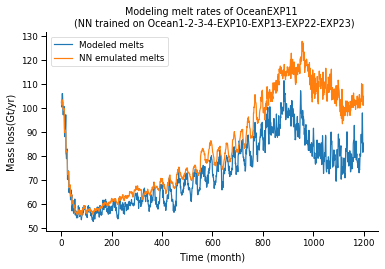 Modeling melt rates of OceanEXP11
(NN trained on Ocean1-2-3-4-EXP10-EXP13-EXP22-EXP23)
Modeled melts
NN emulated melts
Mass loss(Gt/yr)
130
120
110
100
90
80
70
60
50
0
200
400
600
800
1000
1200
Time (month)